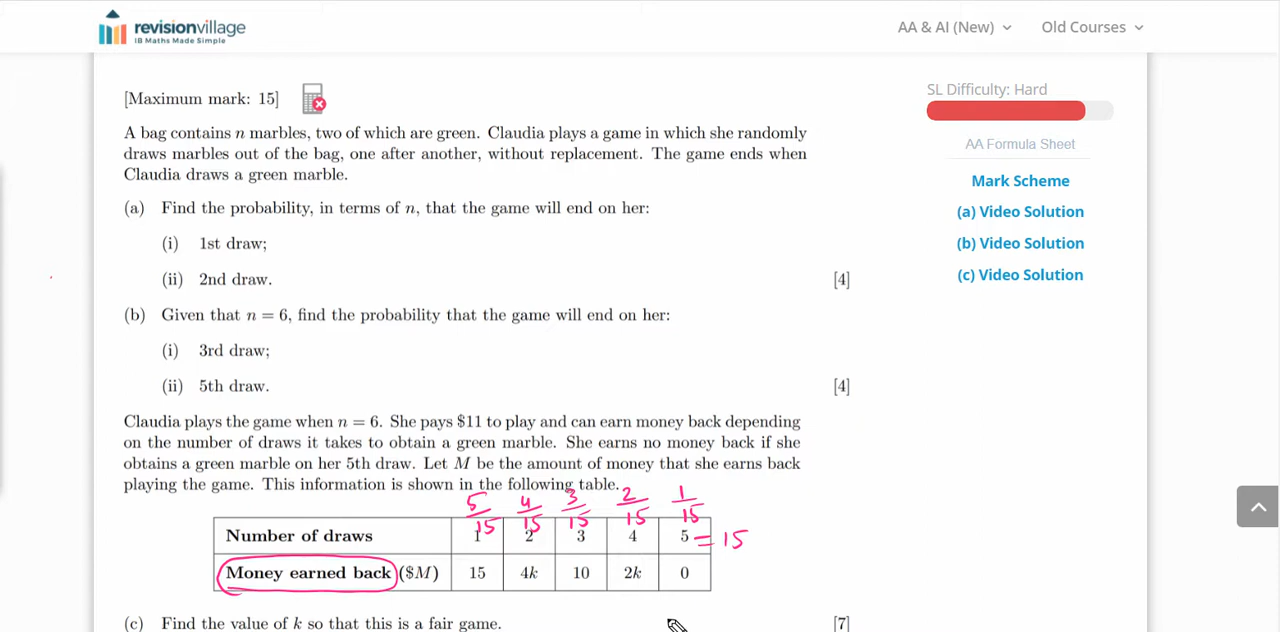 revisionvillage
IB Maths Made Simple
AA & AI (New)
Old Courses
[Maximum mark: 15]
SL Difficulty: Hard
A bag contains n marbles, two of which are green. Claudia plays a game in which she randomly
draws marbles out of the bag, one after another, without replacement. The game ends when
Claudia draws a green marble.
AA Formula Sheet
Mark Scheme
(a) Video Solution
(b) Video Solution
(c) Video Solution
(a) Find the probability, in terms of n, that the game will end on her:
(i) 1st draw;
(ii) 2nd draw. [4]
(b) Given that n = 6, find the probability that the game will end on her:
(i) 3rd draw;
(ii) 5th draw. [4]
Claudia plays the game when n = 6. She pays $11 to play and can earn money back depending
on the number of draws it takes to obtain a green marble. She earns no money back if she
obtains a green marble on her 5th draw. Let M be the amount of money that she earns back
playing the game. This information is shown in the following table.
5/15 4/15 3/15 2/15 1/15
Number of draws 1 2 3 4 5 = 15
Money earned back ($M) 15 4k 10 2k 0
(c) Find the value of k so that this is a fair game. [7]